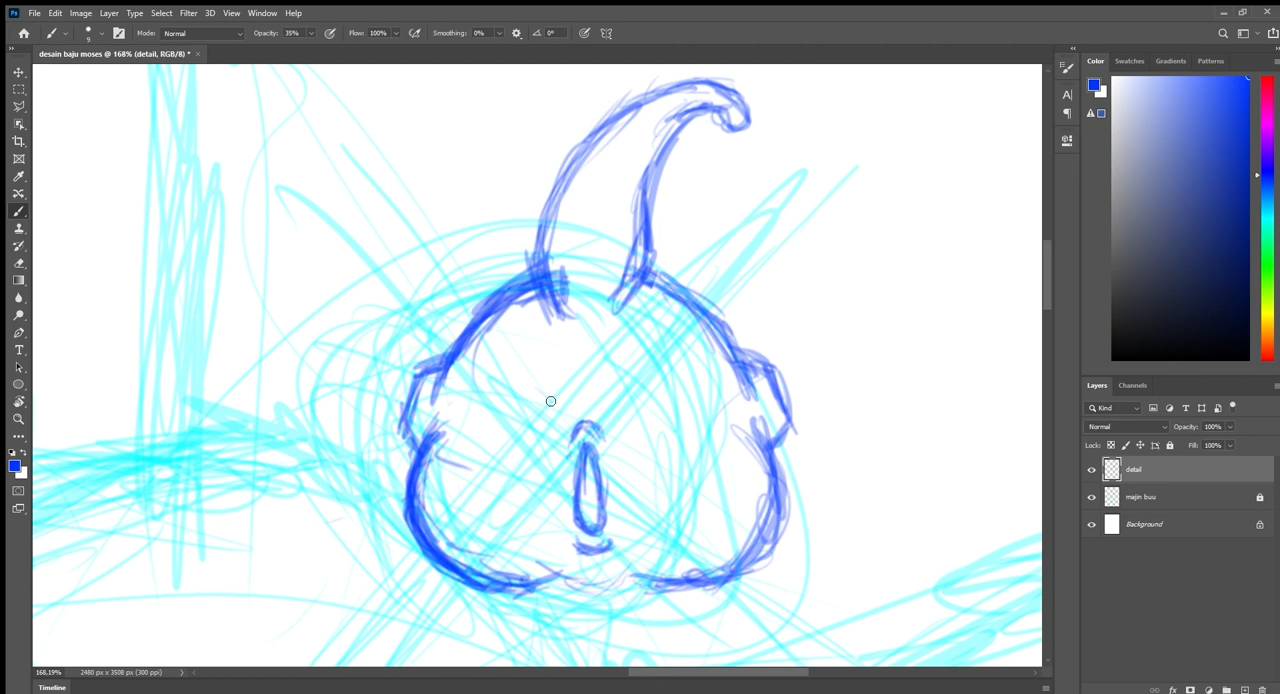 Ps File Edit Image Layer Type Select Filter 3D View Window Help
9 Mode: Normal Opacity: 35% Flow: 100% Smoothing: 0% 0°
desain baju moses @ 168% (detail, RGB/8) * ×
Color Swatches Gradients Patterns
Layers Channels
Kind
Normal Opacity: 100%
Lock: Fill: 100%
detail
majin buu
Background
168,19% 2480 px x 3508 px (300 ppi)
Timeline